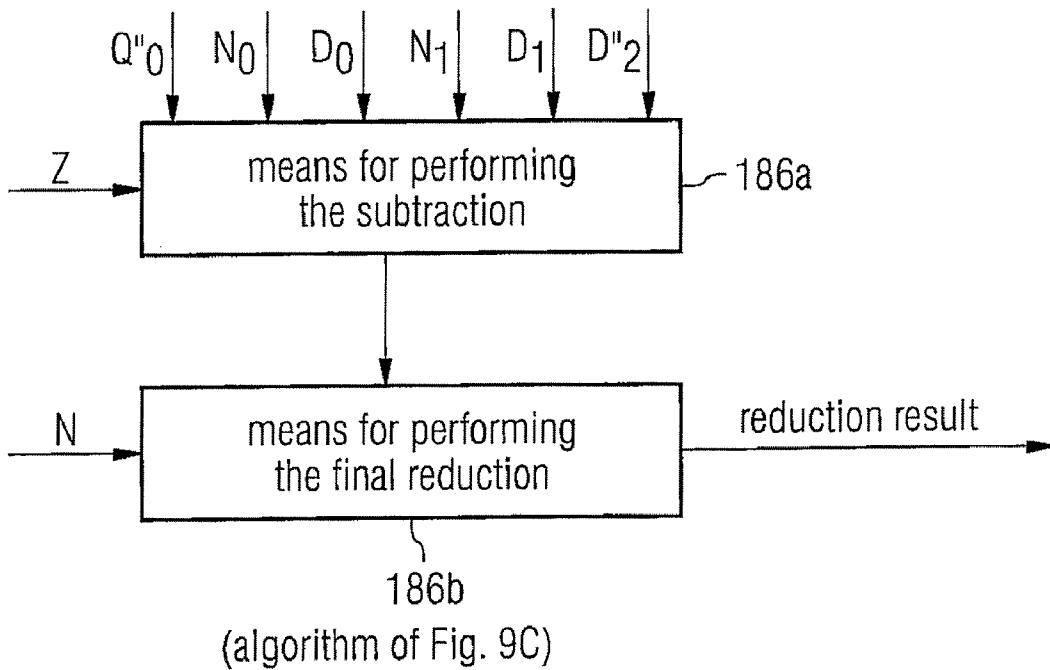 Q"0 N0 D0 N1 D1 D"2
Z
means for performing
the subtraction
186a
N
means for performing
the final reduction
reduction result
186b
(algorithm of Fig. 9C)